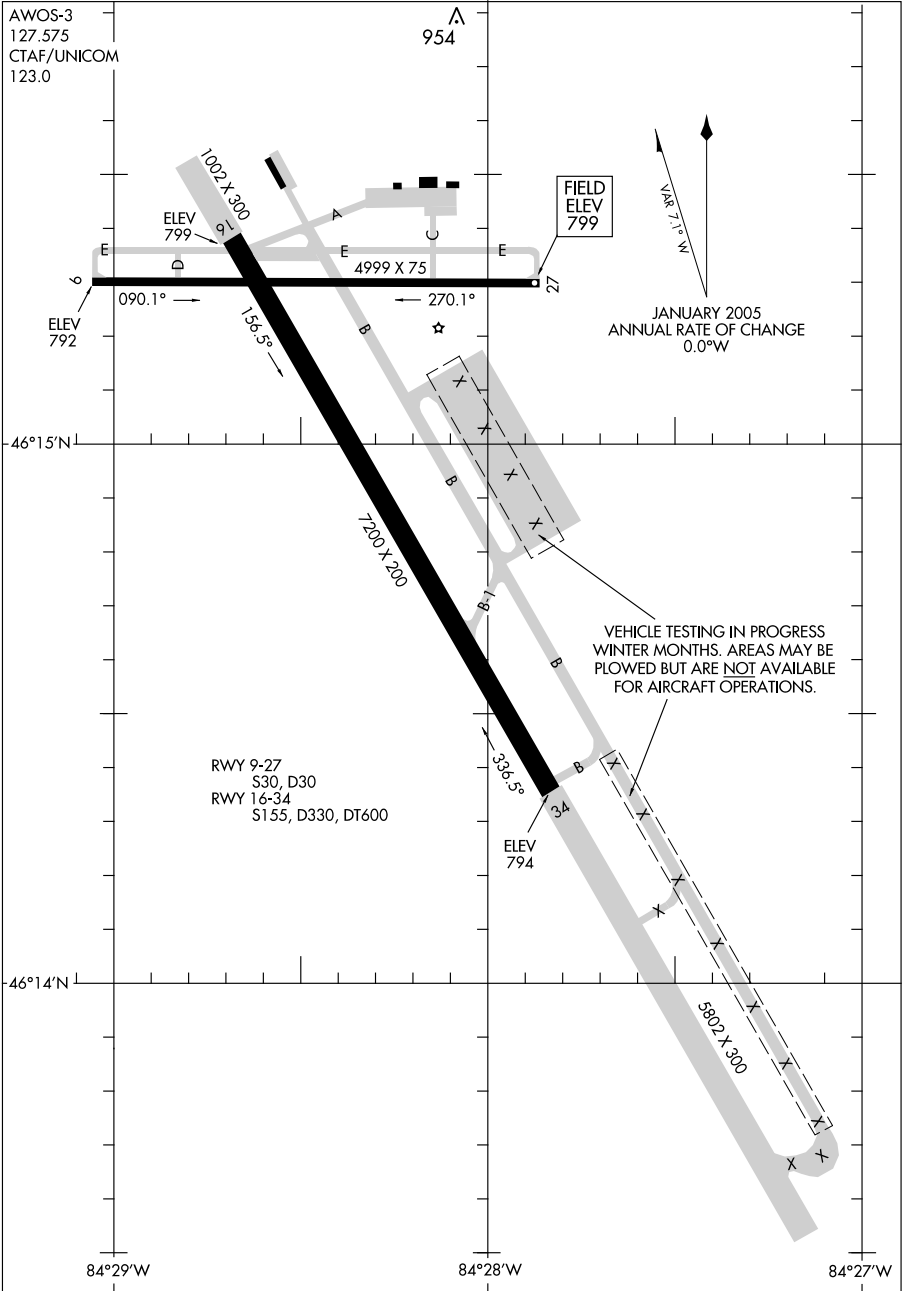 AWOS-3
127.575
CTAF/UNICOM
123.0
954
1002 X 300
ELEV
799
16
A
C
FIELD
ELEV
799
VAR 7.1° W
JANUARY 2005
ANNUAL RATE OF CHANGE
0.0°W
E
E
E
D
4999 X 75
9
27
090.1°
270.1°
ELEV
792
156.5°
B
46°15'N
X
X
X
X
B
7200 X 200
B-1
VEHICLE TESTING IN PROGRESS
WINTER MONTHS. AREAS MAY BE
PLOWED BUT ARE NOT AVAILABLE
FOR AIRCRAFT OPERATIONS.
B
RWY 9-27
S30, D30
RWY 16-34
S155, D330, DT600
336.5°
B
34
ELEV
794
X
X
X
X
X
46°14'N
X
X
5802 X 300
X
X
X
84°29'W
84°28'W
84°27'W